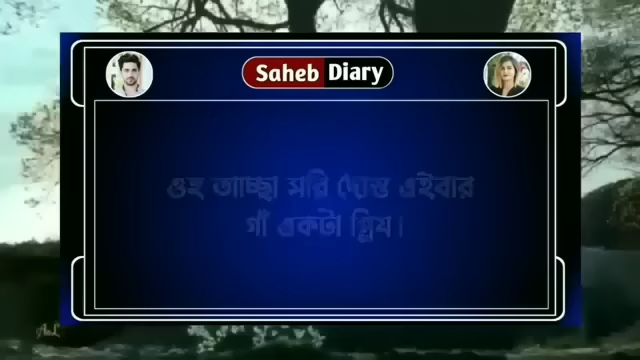 Saheb Diary
ওহ আচ্ছা সরি দোস্ত এইবার
গাঁ একটা প্লিয।